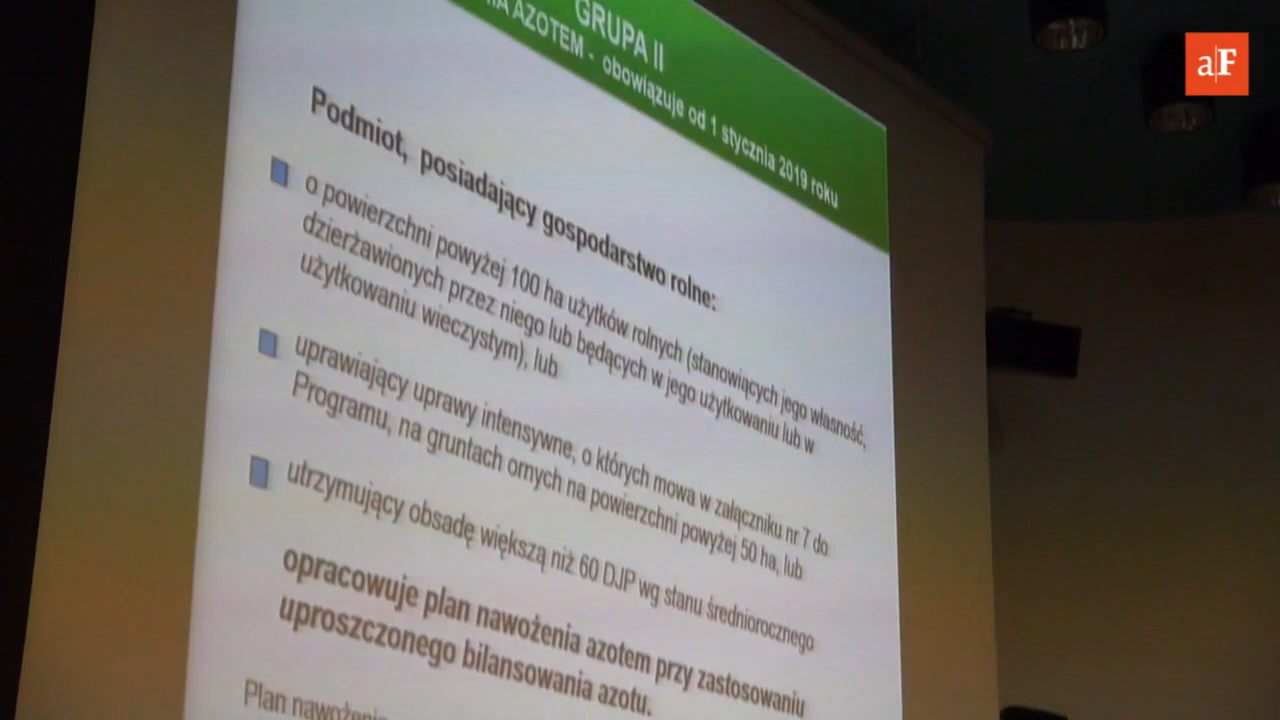 GRUPA II
AZOTEM - obowiązuje od 1 stycznia 2019 roku
a|F
Podmiot, posiadający gospodarstwo rolne:
o powierzchni powyżej 100 ha użytków rolnych (stanowiących jego własność,
dzierżawionych przez niego lub będących w jego użytkowaniu lub w
użytkowaniu wieczystym), lub
uprawiający uprawy intensywne, o których mowa w załączniku nr 7 do
Programu, na gruntach ornych na powierzchni powyżej 50 ha, lub
utrzymujący obsadę większą niż 60 DJP wg stanu średniorocznego
opracowuje plan nawożenia azotem przy zastosowaniu
uproszczonego bilansowania azotu.
Plan nawożenia